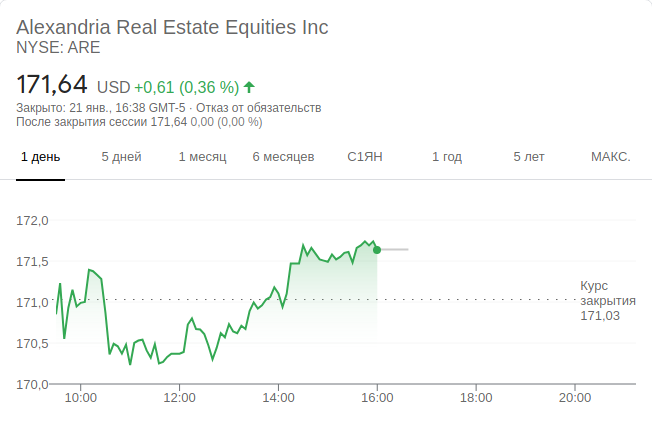 Alexandria Real Estate Equities Inc
NYSE: ARE
171,64 USD +0,61 (0,36 %)
Закрыто: 21 янв., 16:38 GMT-5 · Отказ от обязательств
После закрытия сессии 171,64 0,00 (0,00 %)
1 день 5 дней 1 месяц 6 месяцев С1ЯН 1 год 5 лет МАКС.
172,0
171,5
171,0
170,5
170,0
Курс
закрытия
171,03
10:00 12:00 14:00 16:00 18:00 20:00